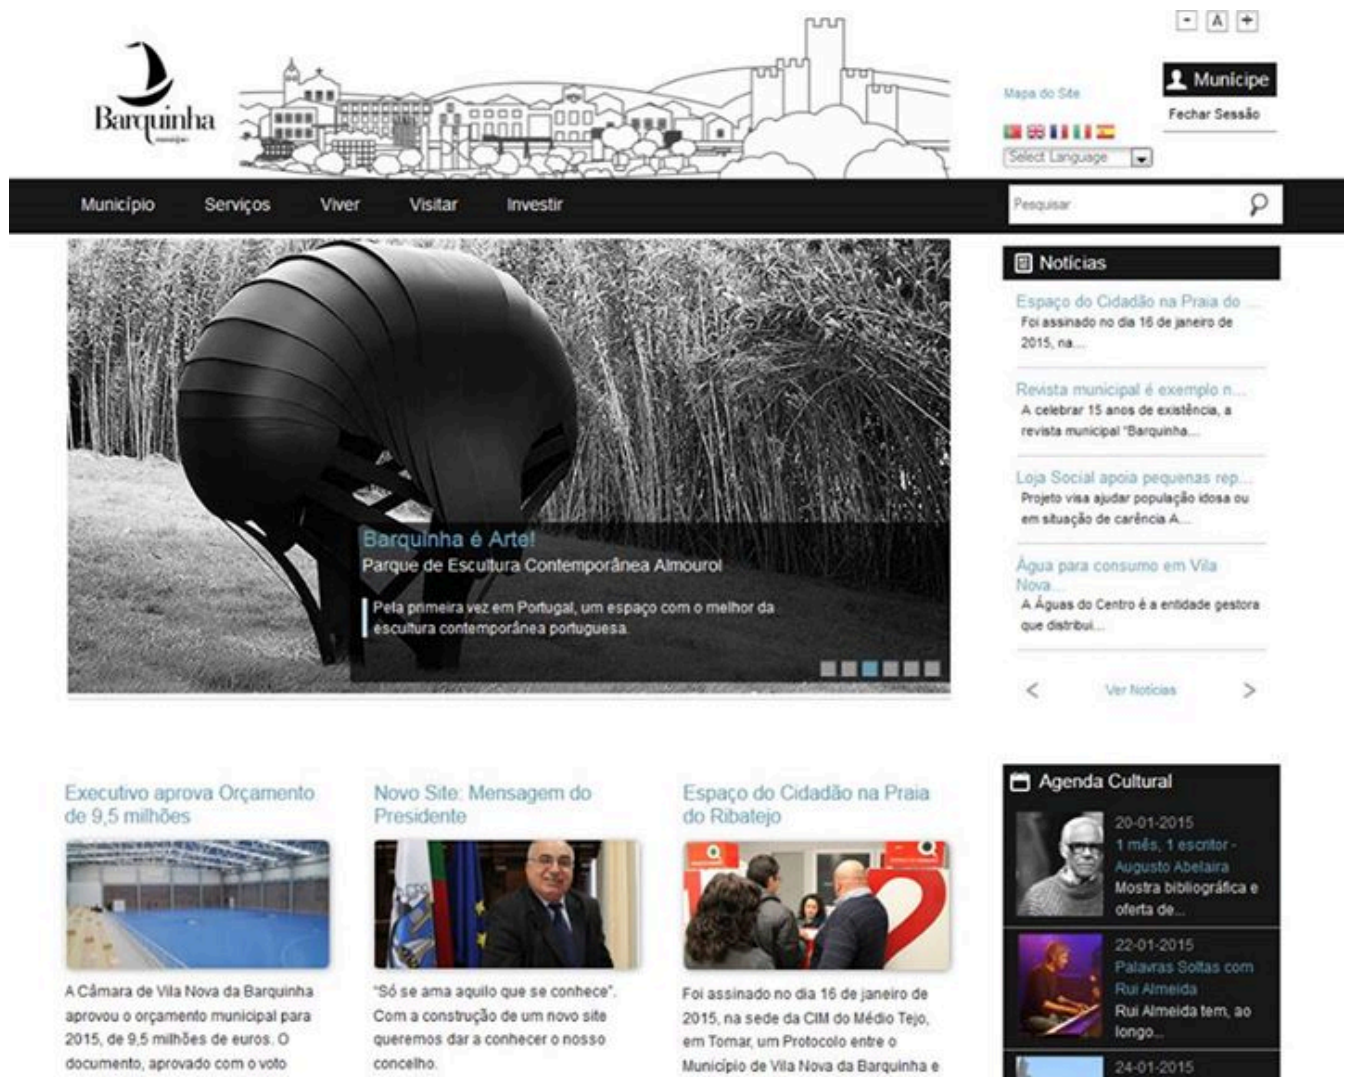 - A +
Barquinha
município
Mapa do Site
Munícipe
Fechar Sessão
Select Language
Município Serviços Viver Visitar Investir
Pesquisar
Barquinha é Arte!
Parque de Escultura Contemporânea Almourol
Pela primeira vez em Portugal, um espaço com o melhor da
escultura contemporânea portuguesa.
Notícias
Espaço do Cidadão na Praia do ...
Foi assinado no dia 16 de janeiro de
2015, na...
Revista municipal é exemplo n...
A celebrar 15 anos de existência, a
revista municipal "Barquinha...
Loja Social apoia pequenas rep...
Projeto visa ajudar população idosa ou
em situação de carência A...
Água para consumo em Vila
Nova...
A Águas do Centro é a entidade gestora
que distribui...
< Ver Notícias >
Executivo aprova Orçamento
de 9,5 milhões
A Câmara de Vila Nova da Barquinha
aprovou o orçamento municipal para
2015, de 9,5 milhões de euros. O
documento, aprovado com o voto
Novo Site: Mensagem do
Presidente
"Só se ama aquilo que se conhece".
Com a construção de um novo site
queremos dar a conhecer o nosso
concelho.
Espaço do Cidadão na Praia
do Ribatejo
Foi assinado no dia 16 de janeiro de
2015, na sede da CIM do Médio Tejo,
em Tomar, um Protocolo entre o
Município de Vila Nova da Barquinha e
Agenda Cultural
20-01-2015
1 mês, 1 escritor -
Augusto Abelaira
Mostra bibliográfica e
oferta de...
22-01-2015
Palavras Soltas com
Rui Almeida
Rui Almeida tem, ao
longo...
24-01-2015